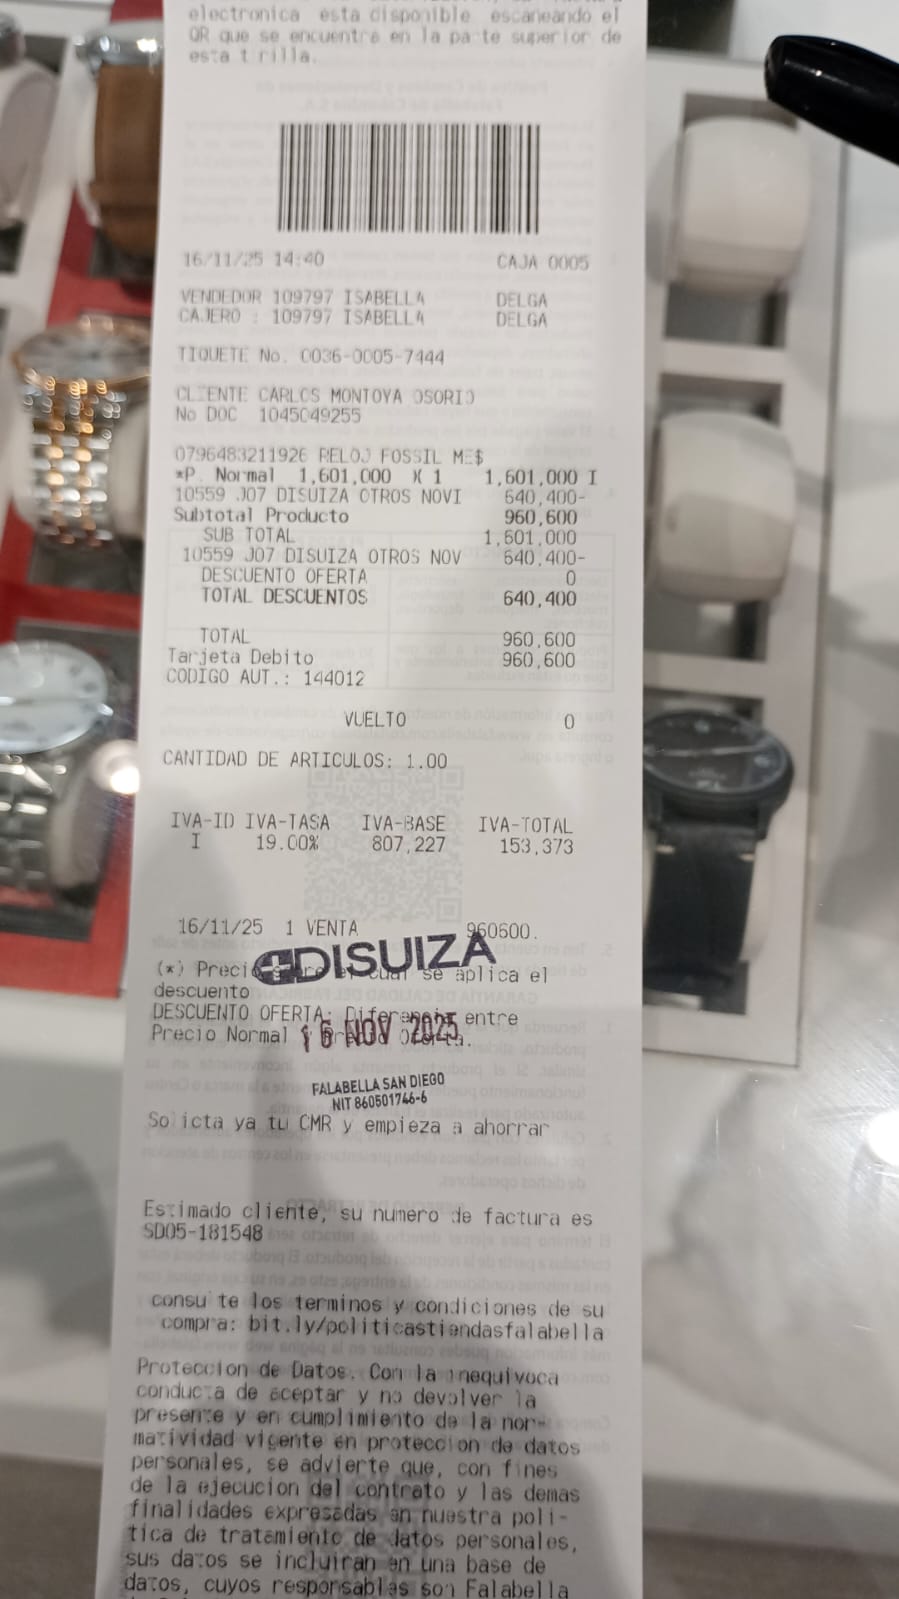 electronica esta disponible escaneando el
QR que se encuentra en la parte superior de
esta tirilla.
16/11/25 14:40 CAJA 0005
VENDEDOR 109797 ISABELLA DELGA
CAJERO : 109797 ISABELLA DELGA
TIQUETE No. 0036-0005-7444
CLIENTE CARLOS MONTOYA OSORIO
No DOC 1045049255
0796483211926 RELOJ FOSSIL ME$
*P. Normal 1,601,000 X 1 1,601,000 I
10559 J07 DISUIZA OTROS NOVI 640,400-
Subtotal Producto 960,600
SUB TOTAL 1,601,000
10559 J07 DISUIZA OTROS NOV 640,400-
DESCUENTO OFERTA 0
TOTAL DESCUENTOS 640,400
TOTAL 960,600
Tarjeta Debito 960,600
CODIGO AUT.: 144012
VUELTO 0
CANTIDAD DE ARTICULOS: 1.00
IVA-ID IVA-TASA IVA-BASE IVA-TOTAL
I 19.00% 807,227 153,373
16/11/25 1 VENTA 960600.
DISUIZA
(*) Precio sobre el cual se aplica el
descuento
DESCUENTO OFERTA: Diferencia entre
Precio Normal y Precio Oferta.
16 NOV 2025
FALABELLA SAN DIEGO
NIT 860501746-6
Solicta ya tu CMR y empieza a ahorrar
Estimado cliente, su numero de factura es
SD05-181548
consulte los terminos y condiciones de su
compra: bit.ly/politicastiendasfalabella
Proteccion de Datos. Con la inequivoca
conducta de aceptar y no devolver la
presente y en cumplimiento de la nor-
matividad vigente en proteccion de datos
personales, se advierte que, con fines
de la ejecucion del contrato y las demas
finalidades expresadas en nuestra poli-
tica de tratamiento de datos personales,
sus datos se incluiran en una base de
datos, cuyos responsables son Falabella